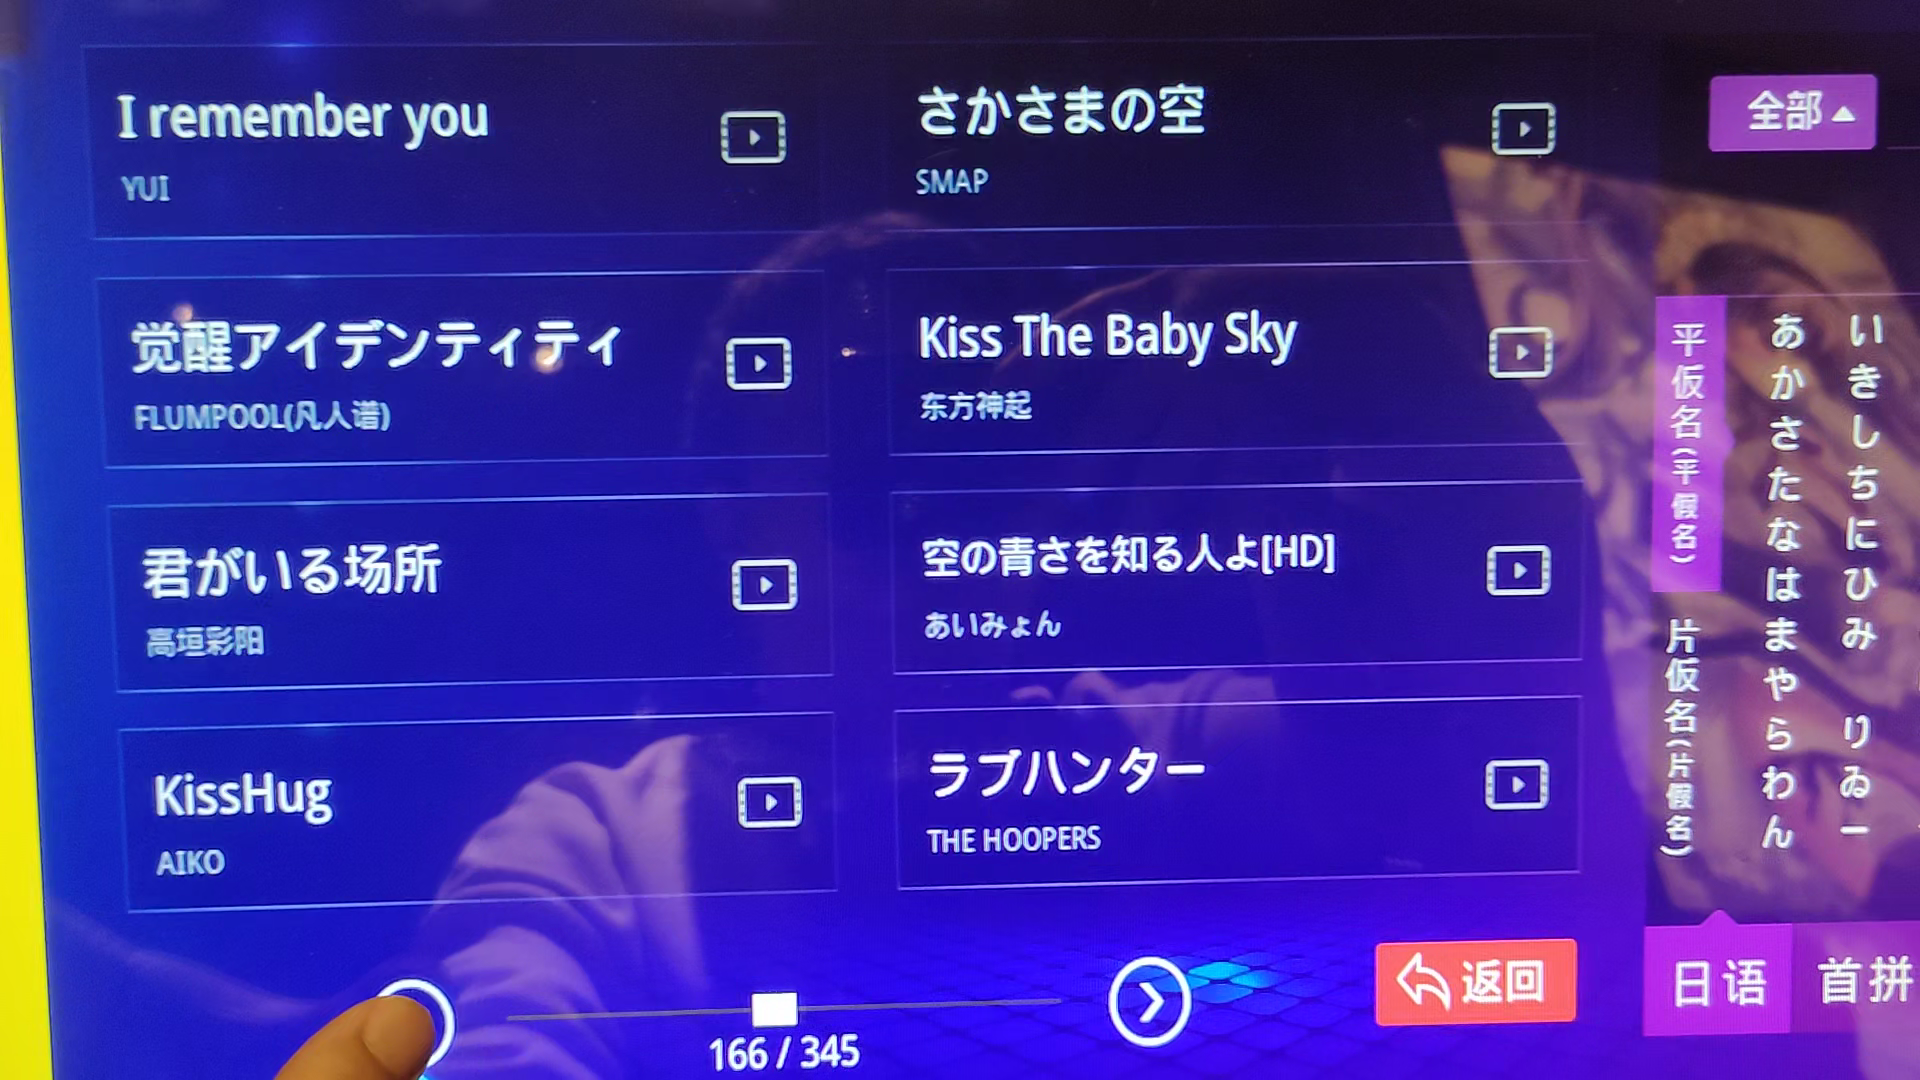 I remember you
YUI
さかさまの空
SMAP
觉醒アイデンティティ
FLUMPOOL(凡人谱)
Kiss The Baby Sky
东方神起
君がいる场所
高垣彩阳
空の青さを知る人よ[HD]
あいみょん
KissHug
AIKO
ラブハンター
THE HOOPERS
166 / 345
返回
全部
平仮名(平假名)
片仮名(片假名)
あかさたなはまやらわん
いきしちにひみ りゐー
日语
首拼